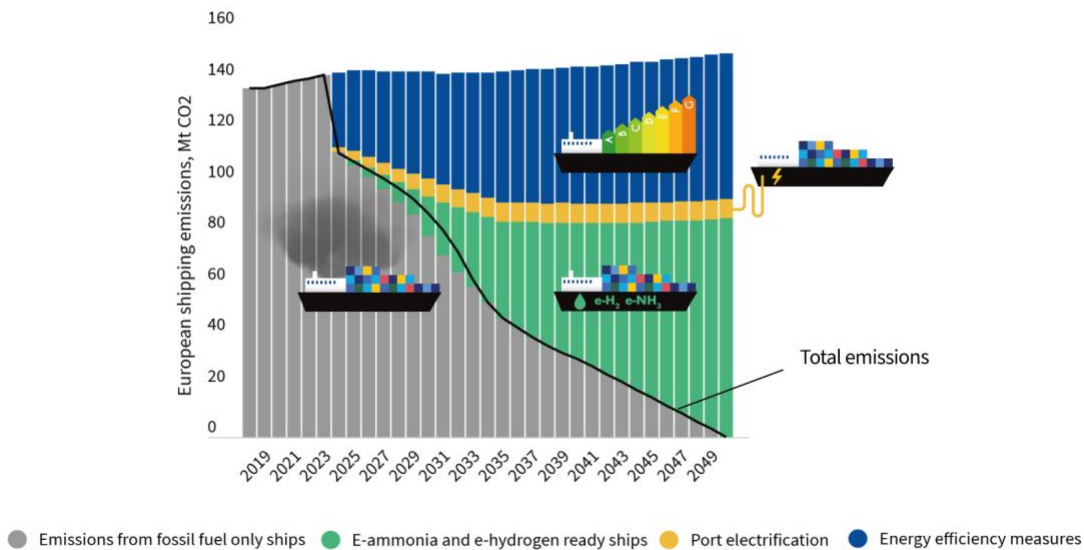 160
140
120
100
80
60
40
20
0
European shipping emissions, Mt CO2
A B C D E F G
e-H₃ e-NH₃
Total emissions
2019 2021 2023 2025 2027 2029 2031 2033 2035 2037 2039 2041 2043 2045 2047 2049
Emissions from fossil fuel only ships E-ammonia and e-hydrogen ready ships Port electrification Energy efficiency measures